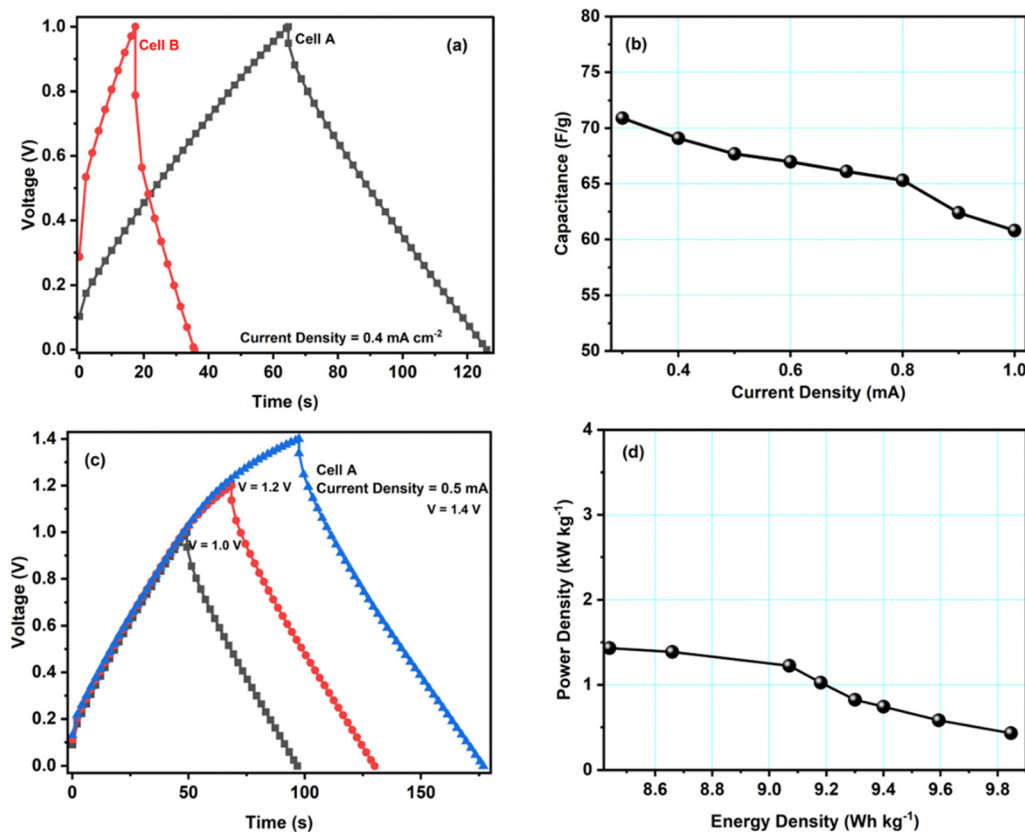 (a)
Cell B
Cell A
Current Density = 0.4 mA cm⁻²
Voltage (V)
1.0
0.8
0.6
0.4
0.2
0.0
0 20 40 60 80 100 120
Time (s)
(b)
Capacitance (F/g)
80
75
70
65
60
55
50
0.4 0.6 0.8 1.0
Current Density (mA)
(c)
Cell A
Current Density = 0.5 mA
V = 1.4 V
V = 1.2 V
V = 1.0 V
Voltage (V)
1.4
1.2
1.0
0.8
0.6
0.4
0.2
0.0
0 50 100 150
Time (s)
(d)
Power Density (kW kg⁻¹)
4
3
2
1
0
8.6 8.8 9.0 9.2 9.4 9.6 9.8
Energy Density (Wh kg⁻¹)